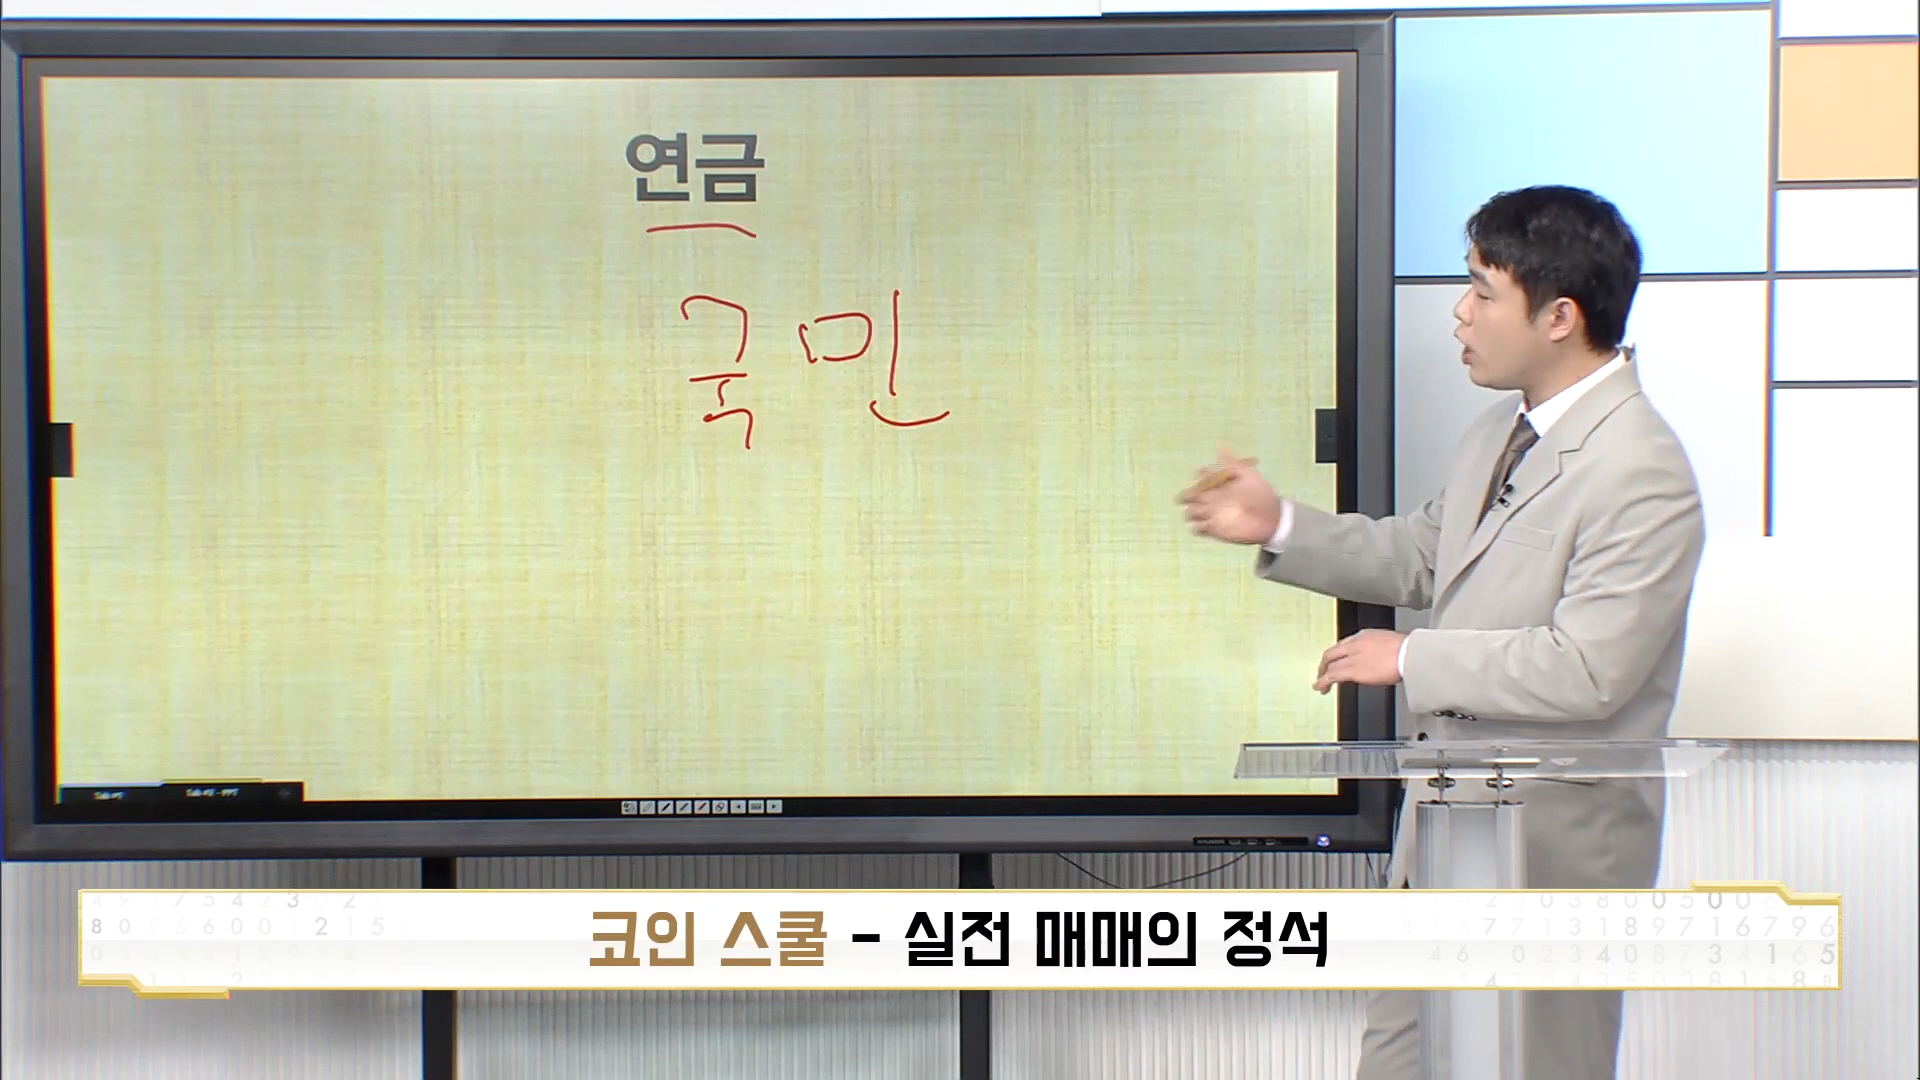 연금
국민
코인 스쿨 - 실전 매매의 정석